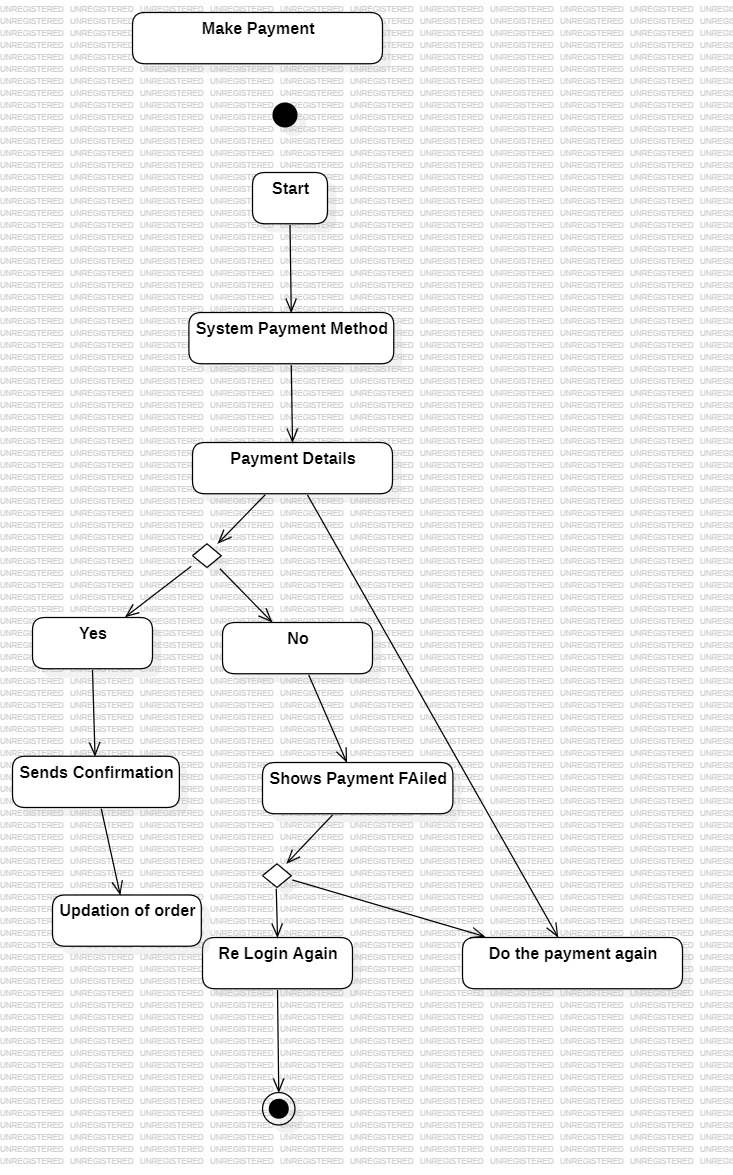 Make Payment
Start
System Payment Method
Payment Details
Yes
No
Sends Confirmation
Shows Payment FAiled
Updation of order
Re Login Again
Do the payment again
UNREGISTERED